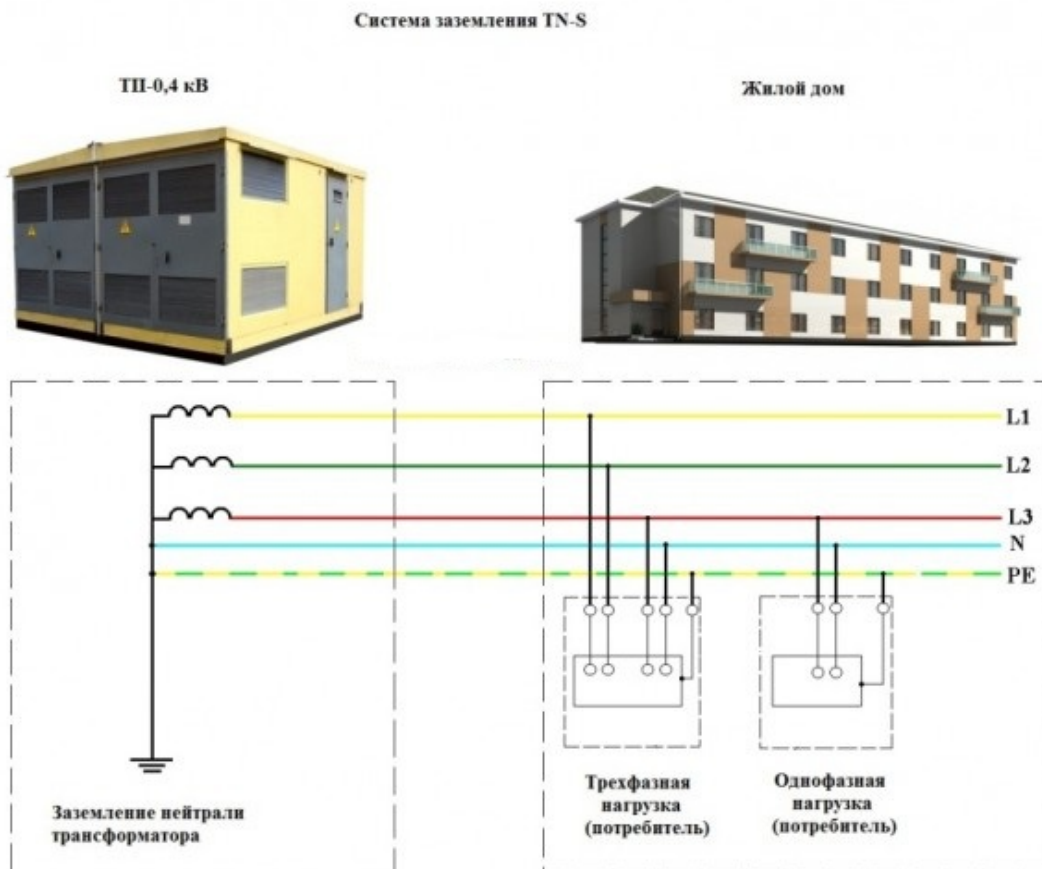 Система заземления TN-S
ТП-0,4 кВ
Жилой дом
L1
L2
L3
N
PE
Заземление нейтрали
трансформатора
Трехфазная
нагрузка
(потребитель)
Однофазная
нагрузка
(потребитель)